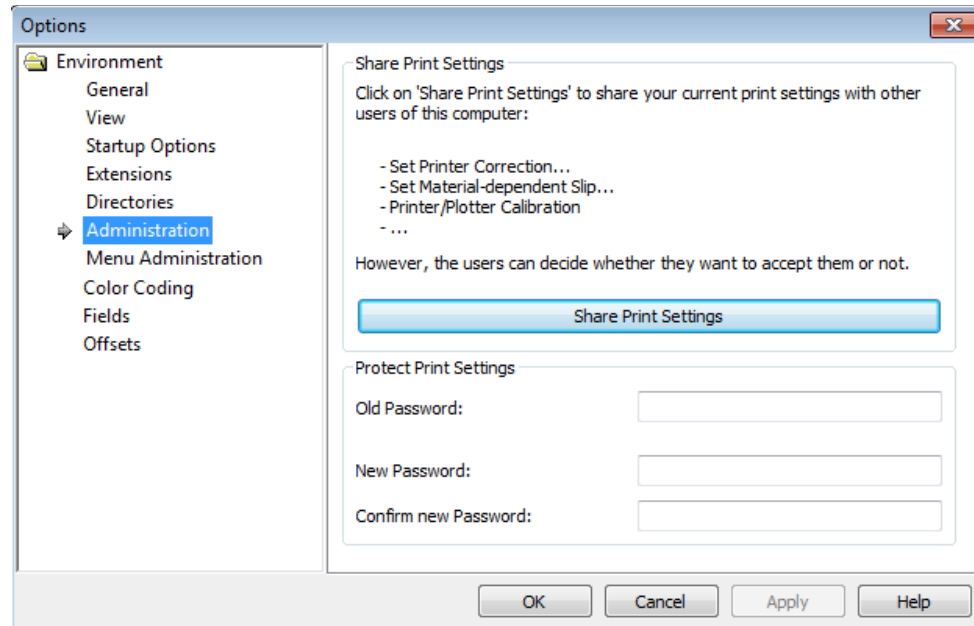 Options
Environment
General
View
Startup Options
Extensions
Directories
Administration
Menu Administration
Color Coding
Fields
Offsets
Share Print Settings
Click on 'Share Print Settings' to share your current print settings with other
users of this computer:
- Set Printer Correction...
- Set Material-dependent Slip...
- Printer/Plotter Calibration
- ...
However, the users can decide whether they want to accept them or not.
Share Print Settings
Protect Print Settings
Old Password:
New Password:
Confirm new Password:
OK Cancel Apply Help